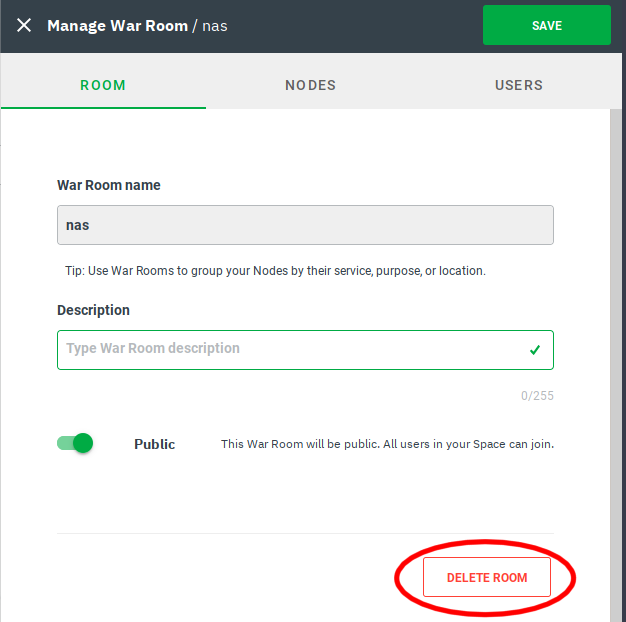 Manage War Room / nas
SAVE
ROOM
NODES
USERS
War Room name
nas
Tip: Use War Rooms to group your Nodes by their service, purpose, or location.
Description
Type War Room description
0/255
Public
This War Room will be public. All users in your Space can join.
DELETE ROOM